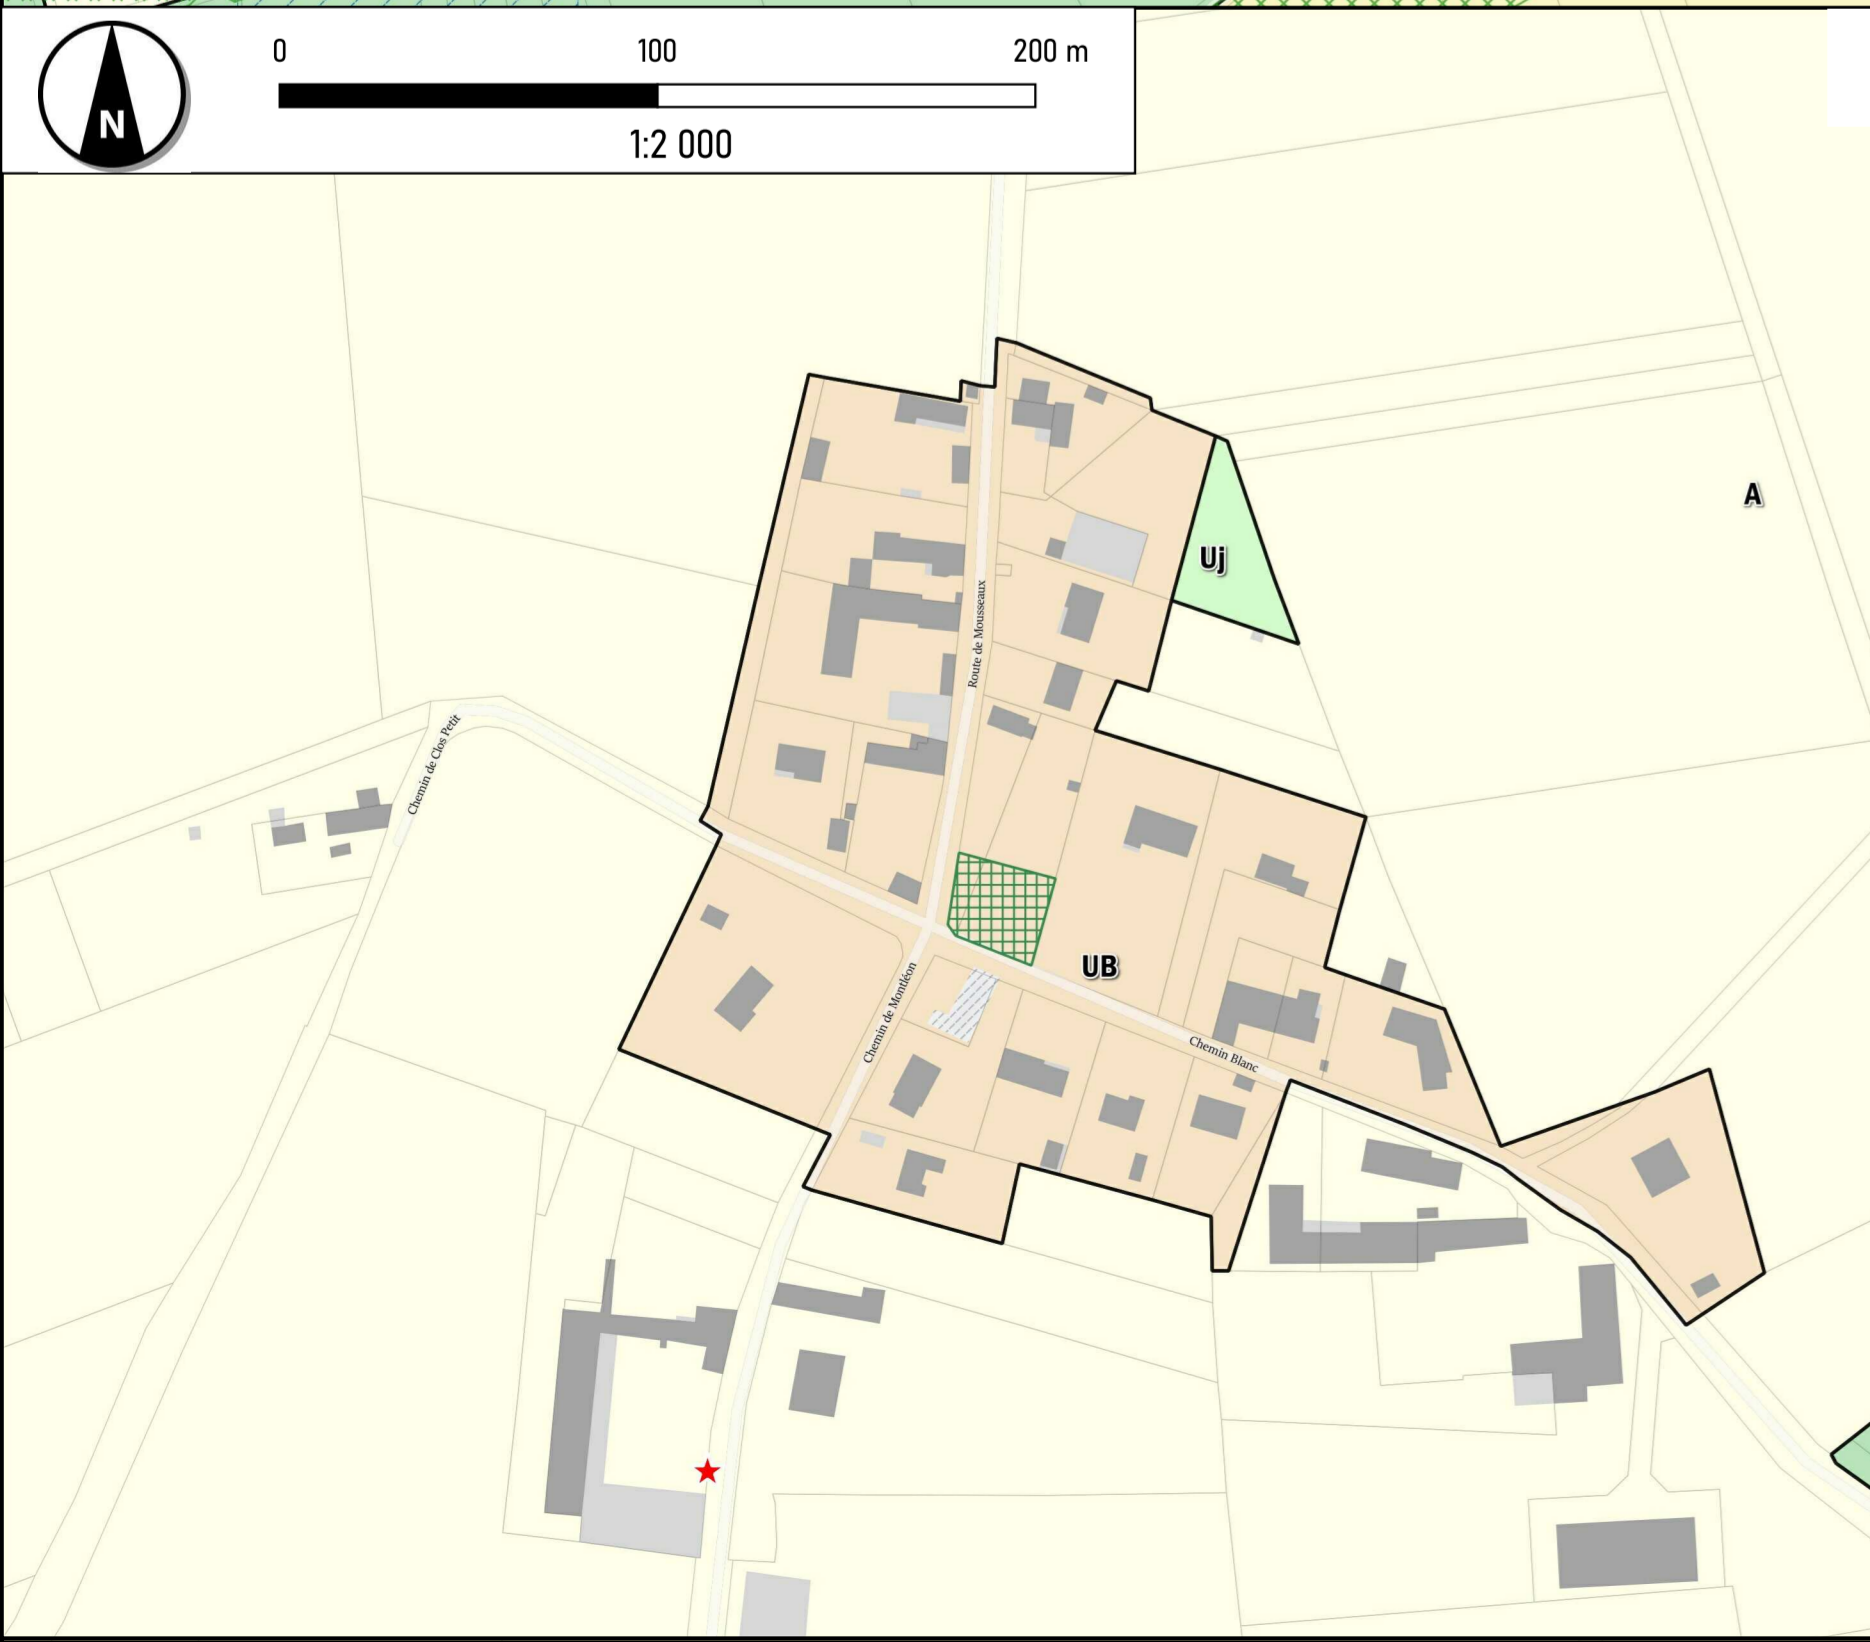 0 100 200 m
N
1:2 000
A
Uj
Route de Mousseaux
Chemin de Clos Petit
UB
Chemin de Montléon
Chemin Blanc